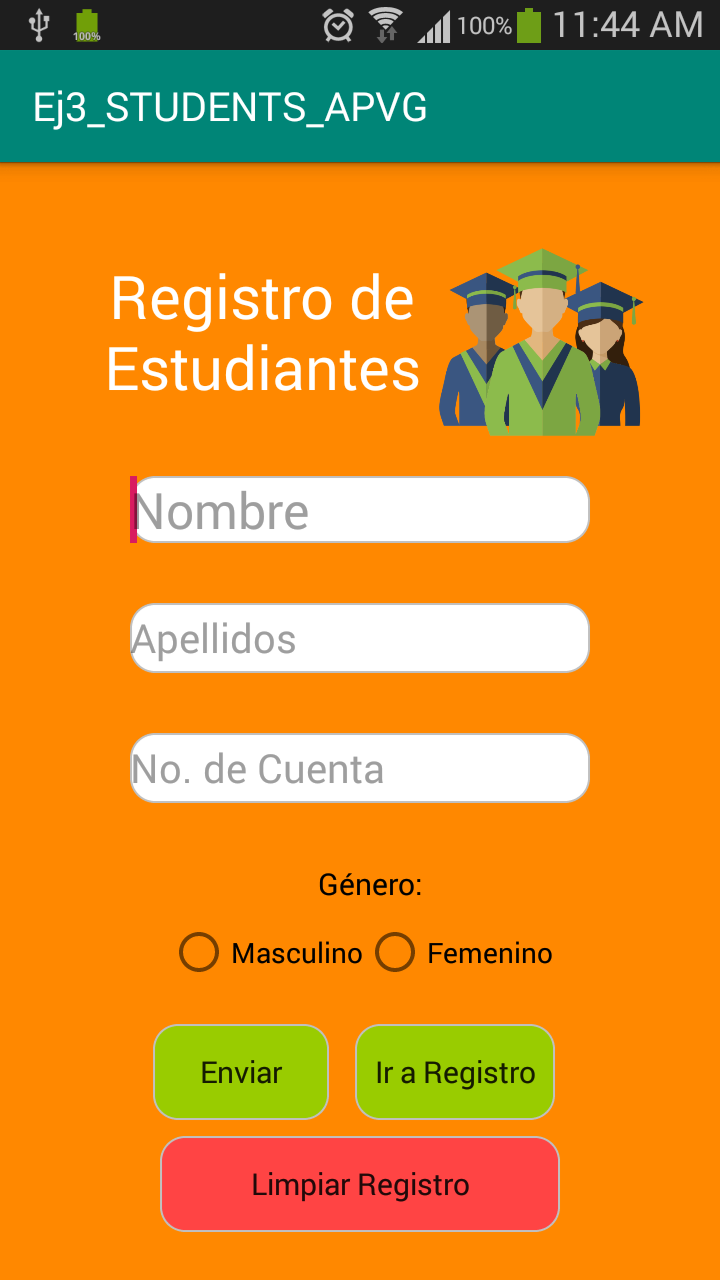 100%
100%
11:44 AM
Ej3_STUDENTS_APVG
Registro de
Estudiantes
Nombre
Apellidos
No. de Cuenta
Género:
Masculino
Femenino
Enviar
Ir a Registro
Limpiar Registro